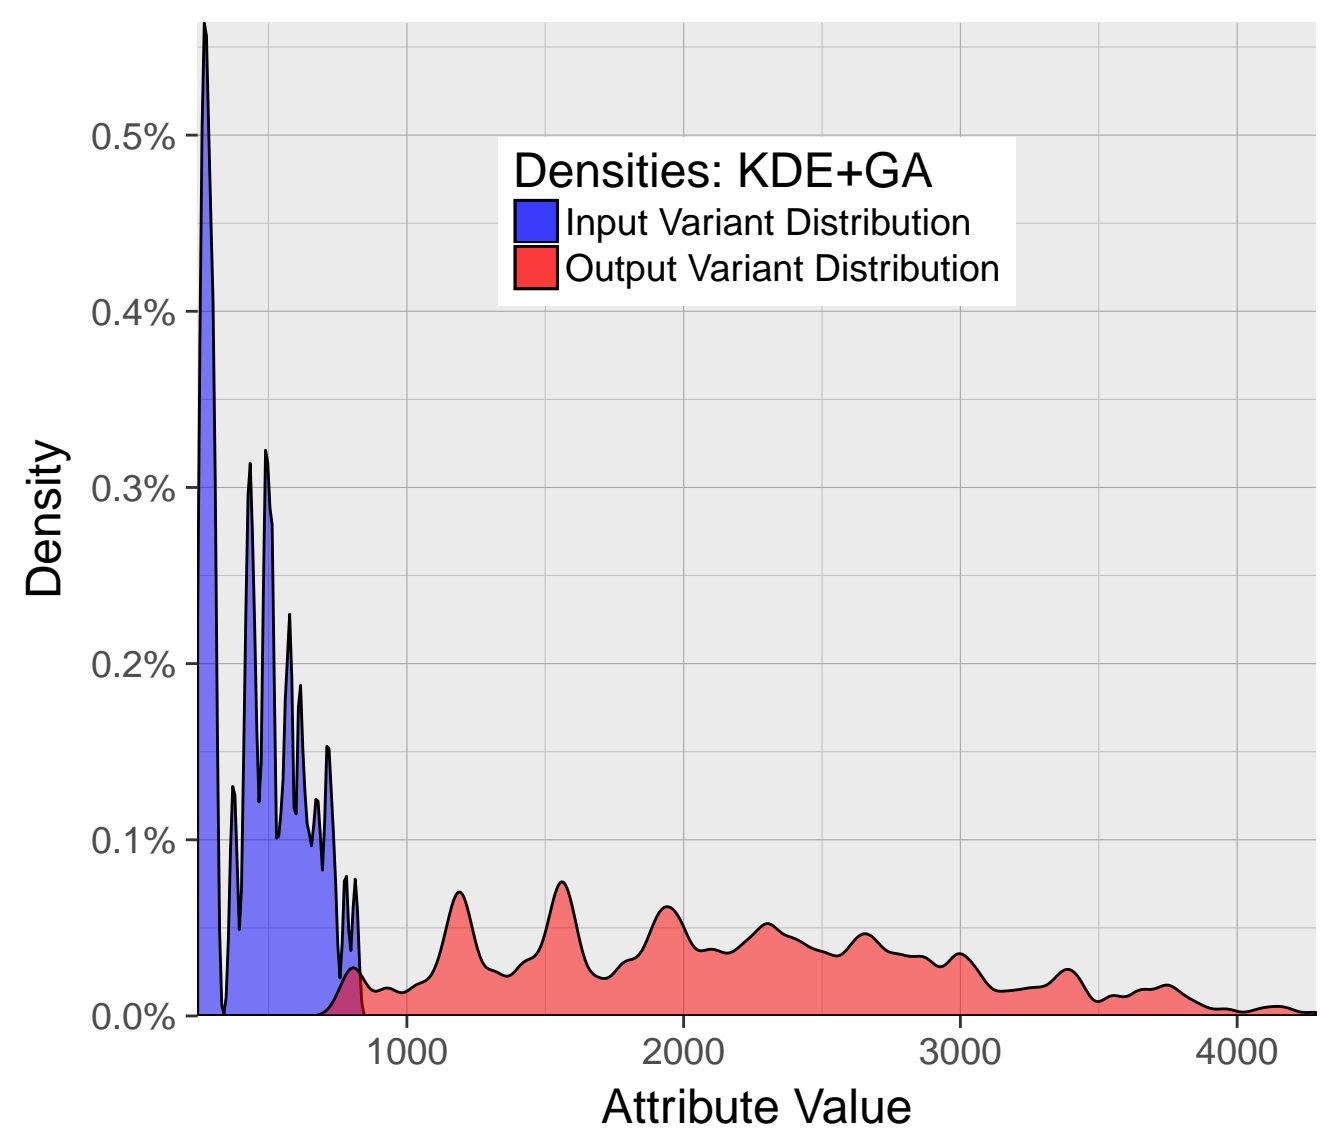 0.5%
0.4%
0.3%
0.2%
0.1%
0.0%
Density
Densities: KDE+GA
Input Variant Distribution
Output Variant Distribution
1000 2000 3000 4000
Attribute Value